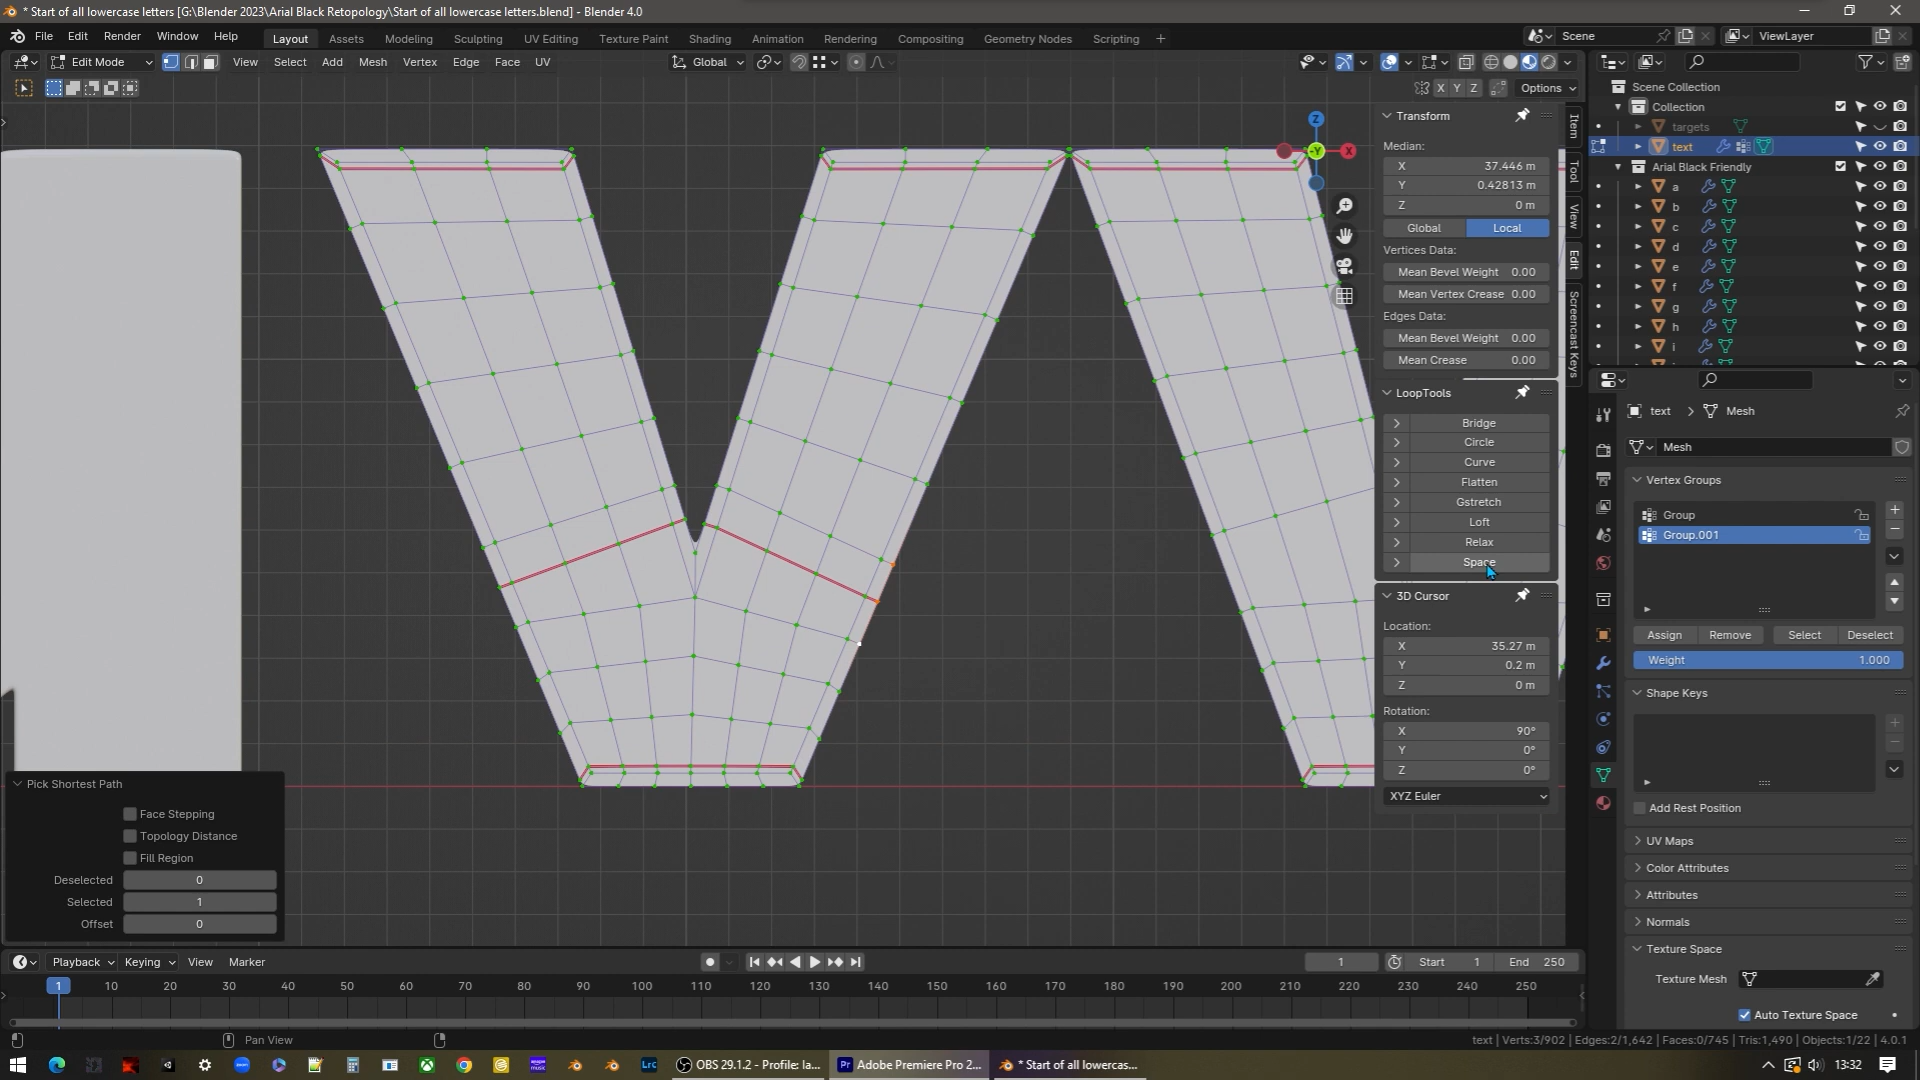 * Start of all lowercase letters [G:\Blender 2023\Arial Black Retopology\Start of all lowercase letters.blend] - Blender 4.0
File Edit Render Window Help
Layout Assets Modeling Sculpting UV Editing Texture Paint Shading Animation Rendering Compositing Geometry Nodes Scripting +
Scene
ViewLayer
Edit Mode View Select Add Mesh Vertex Edge Face UV
Global
X Y Z Options
Transform
Median:
X 37.446 m
Y 0.42813 m
Z 0 m
Global Local
Vertices Data:
Mean Bevel Weight 0.00
Mean Vertex Crease 0.00
Edges Data:
Mean Bevel Weight 0.00
Mean Crease 0.00
LoopTools
Bridge
Circle
Curve
Flatten
Gstretch
Loft
Relax
Space
3D Cursor
Location:
X 35.27 m
Y 0.2 m
Z 0 m
Rotation:
X 90°
Y 0°
Z 0°
XYZ Euler
Item
Tool
View
Edit
Screencast Keys
Z
-Y
X
Scene Collection
Collection
targets
text
Arial Black Friendly
a
b
c
d
e
f
g
h
i
text > Mesh
Mesh
Vertex Groups
Group
Group.001
Assign Remove Select Deselect
Weight 1.000
Shape Keys
Add Rest Position
UV Maps
Color Attributes
Attributes
Normals
Texture Space
Texture Mesh
Auto Texture Space
Pick Shortest Path
Face Stepping
Topology Distance
Fill Region
Deselected 0
Selected 1
Offset 0
Playback Keying View Marker
1 Start 1 End 250
1 10 20 30 40 50 60 70 80 90 100 110 120 130 140 150 160 170 180 190 200 210 220 230 240 250
Pan View
text | Verts:3/902 | Edges:2/1,642 | Faces:0/745 | Tris:1,490 | Objects:1/22 | 4.0.1
zoom
Lrc
OBS 29.1.2 - Profile: la...
Pr Adobe Premiere Pro 2...
* Start of all lowercas...
13:32